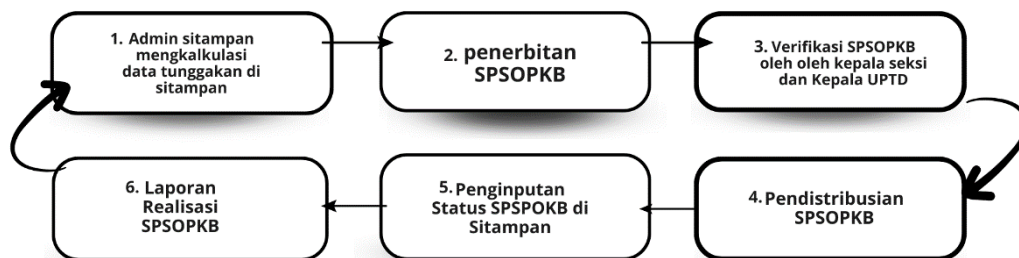 1. Admin sitampan
mengkalkulasi
data tunggakan di
sitampan
2. penerbitan
SPSOPKB
3. Verifikasi SPSOPKB
oleh oleh kepala seksi
dan Kepala UPTD
4. Pendistribusian
SPSOPKB
5. Penginputan
Status SPSPOKB di
Sitampan
6. Laporan
Realisasi
SPSOPKB